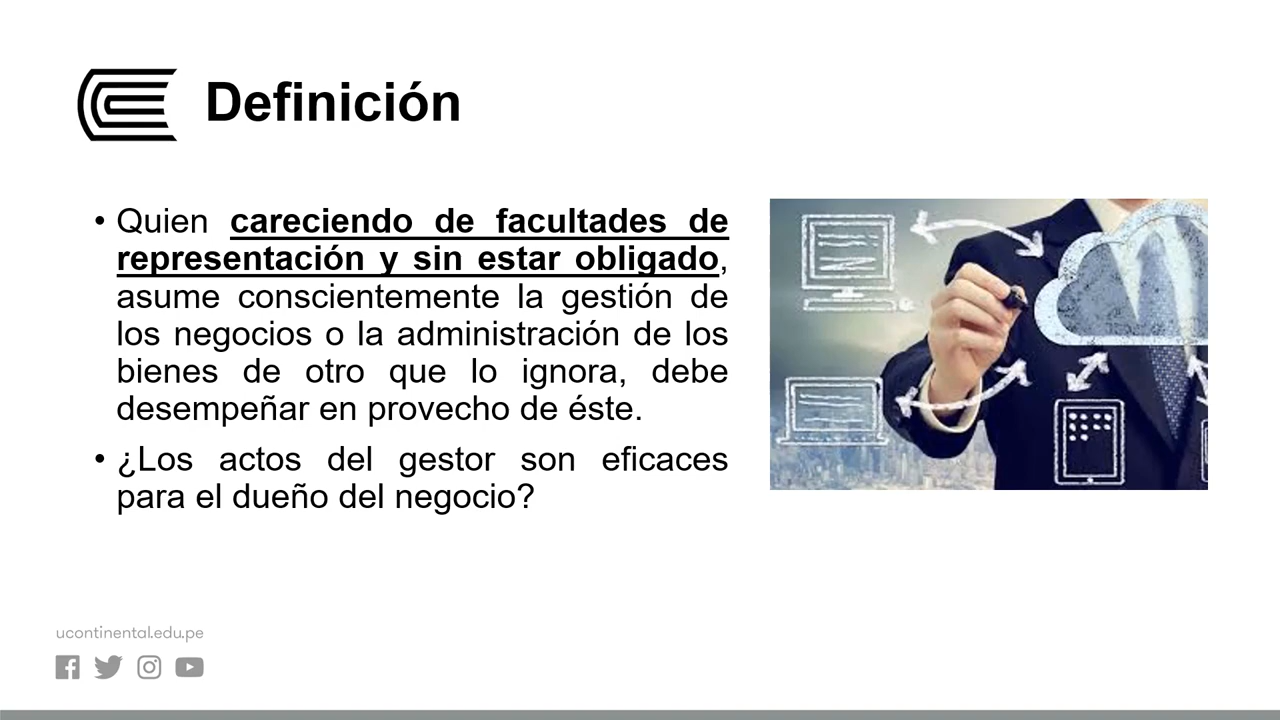 Definición
• Quien careciendo de facultades de
representación y sin estar obligado,
asume conscientemente la gestión de
los negocios o la administración de los
bienes de otro que lo ignora, debe
desempeñar en provecho de éste.
• ¿Los actos del gestor son eficaces
para el dueño del negocio?
ucontinental.edu.pe